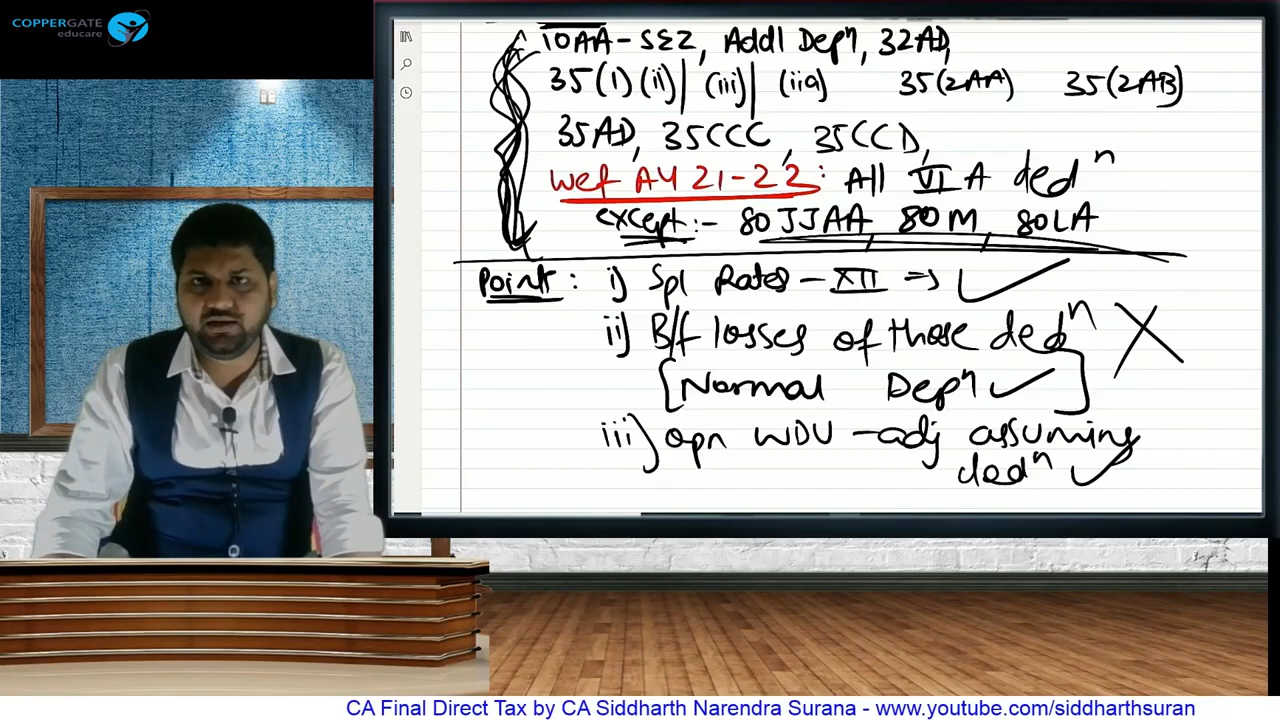 COPPERGATE
educare
10AA - SEZ, Addl Depⁿ, 32AD,
35(1)(ii)| (iii)| (iia) 35(2AA) 35(2AB)
35AD, 35CCC, 35CCD,
wef AY 21-22: All VI A dedⁿ
except:- 80JJAA 80M 80LA
Point: i) Spl Rates - XII ⇒ ✓
ii) B/f losses of those dedⁿ X
[Normal Depⁿ ✓]
iii) opn WDV - adj assuming
dedⁿ ✓
CA Final Direct Tax by CA Siddharth Narendra Surana - www.youtube.com/siddharthsuran